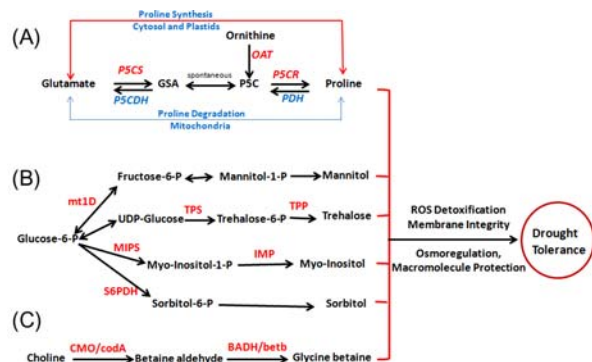 (A)
Proline Synthesis
Cytosol and Plastids
Ornithine
OAT
Glutamate P5CS GSA spontaneous P5C P5CR Proline
P5CDH PDH
Proline Degradation
Mitochondria
(B)
Fructose-6-P Mannitol-1-P Mannitol
mt1D
UDP-Glucose TPS Trehalose-6-P TPP Trehalose
Glucose-6-P
MIPS
Myo-Inositol-1-P IMP Myo-Inositol
S6PDH
Sorbitol-6-P Sorbitol
(C)
Choline CMO/codA Betaine aldehyde BADH/betb Glycine betaine
ROS Detoxification
Membrane Integrity
Osmoregulation,
Macromolecule Protection
Drought
Tolerance